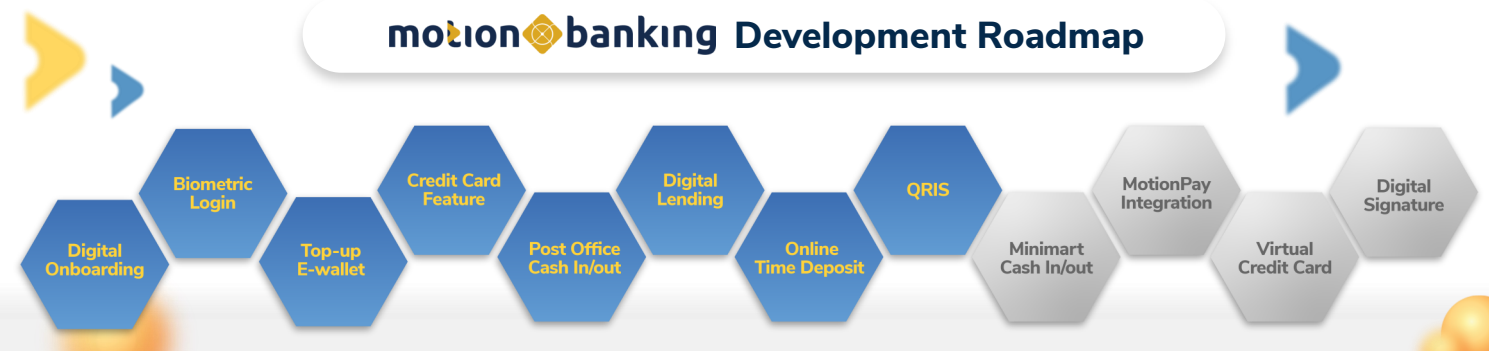 motion banking Development Roadmap
Digital
Onboarding
Biometric
Login
Top-up
E-wallet
Credit Card
Feature
Post Office
Cash In/out
Digital
Lending
Online
Time Deposit
QRIS
Minimart
Cash In/out
MotionPay
Integration
Virtual
Credit Card
Digital
Signature